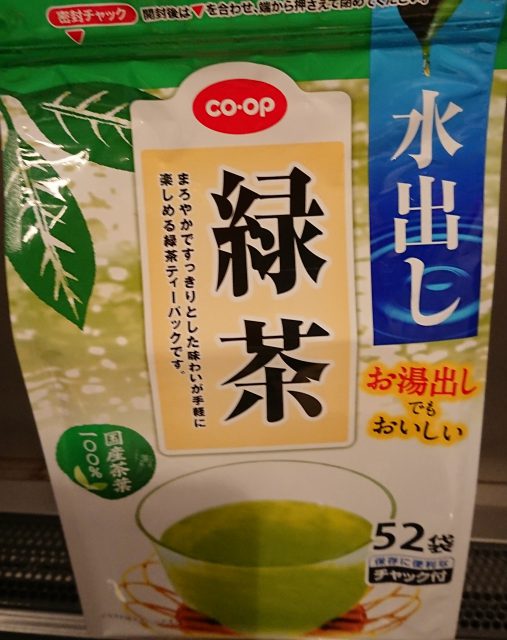 密封チャック
開封後は▼を合わせ、端から押さえて閉めてください。
CO・OP
水出し
緑茶
まろやかですっきりとした味わいが手軽に
楽しめる緑茶ティーバックです。
お湯出し
でも
おいしい
国産茶葉
100%
52袋
保存に便利な
チャック付